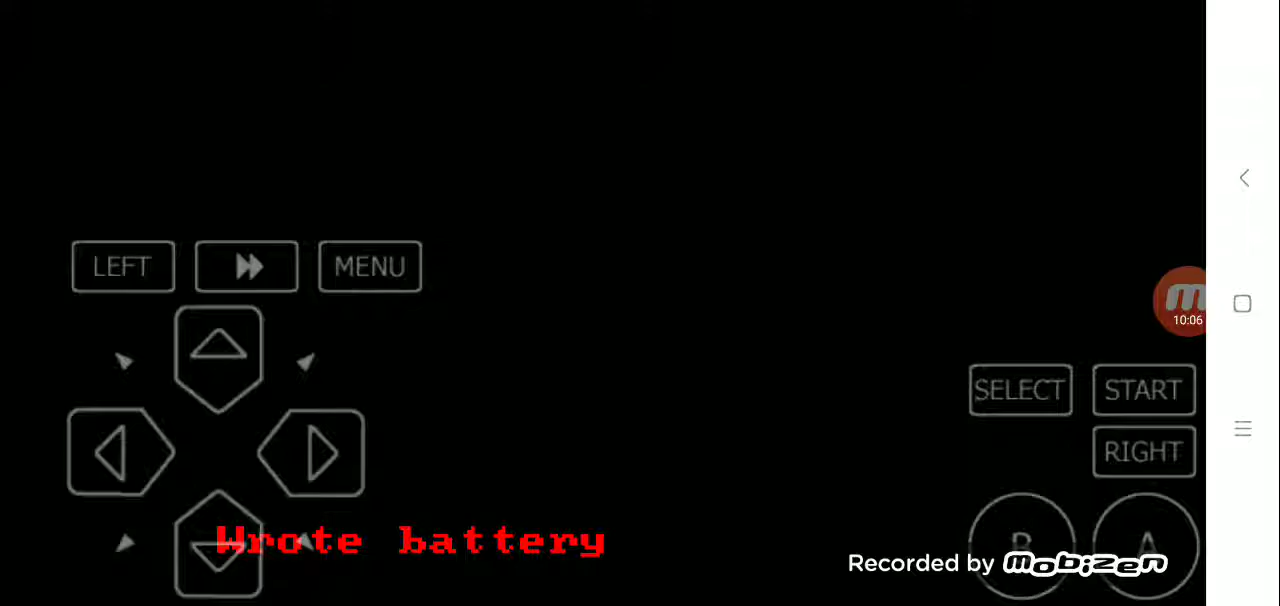 LEFT
MENU
10:06
SELECT START
RIGHT
Wrote battery
B A
Recorded by mobizen